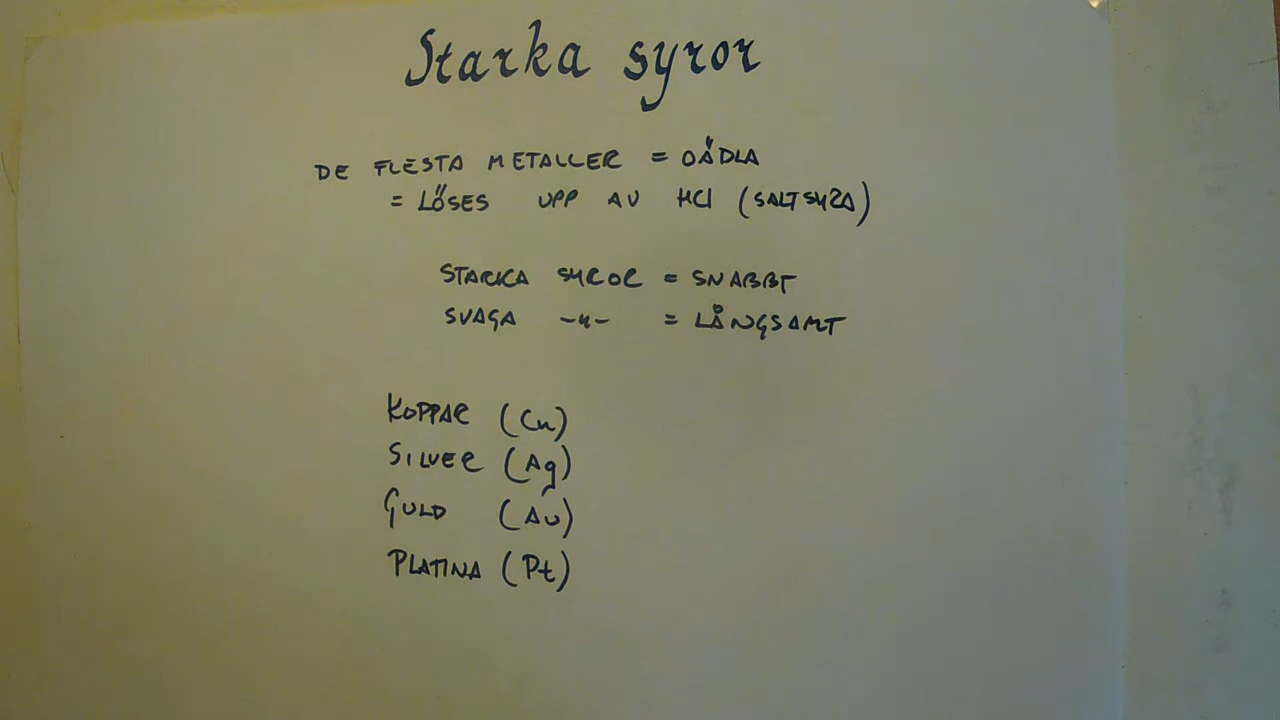 Starka syror
DE FLESTA METALLER = OÄDLA
= LÖSES UPP AV HCl (SALTSYRA)
STARKA SYROR = SNABBT
SVAGA -"- = LÅNGSAMT
KOPPAR (Cu)
SILVER (Ag)
GULD (Au)
PLATINA (Pt)